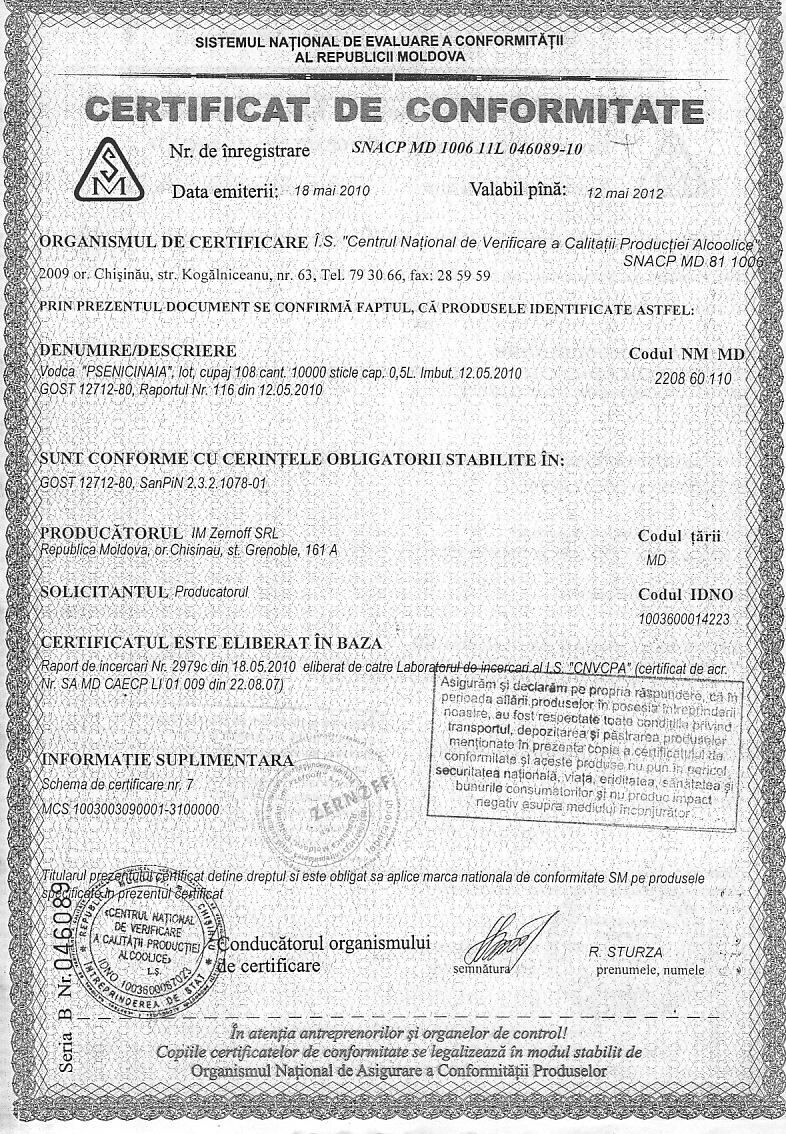 SISTEMUL NAȚIONAL DE EVALUARE A CONFORMITĂȚII
AL REPUBLICII MOLDOVA
CERTIFICAT DE CONFORMITATE
SM
Nr. de înregistrare SNACP MD 1006 11L 046089-10
Data emiterii: 18 mai 2010 Valabil pînă: 12 mai 2012
ORGANISMUL DE CERTIFICARE Î.S. "Centrul Național de Verificare a Calitații Producției Alcoolice"
SNACP MD 81 1006
2009 or. Chișinău, str. Kogălniceanu, nr. 63, Tel. 79 30 66, fax: 28 59 59
PRIN PREZENTUL DOCUMENT SE CONFIRMĂ FAPTUL, CĂ PRODUSELE IDENTIFICATE ASTFEL:
DENUMIRE/DESCRIERE Codul NM MD
Vodca "PSENICINAIA", lot, cupaj 108 cant. 10000 sticle cap. 0,5L. Imbut. 12.05.2010
2208 60 110
GOST 12712-80, Raportul Nr. 116 din 12.05.2010
SUNT CONFORME CU CERINȚELE OBLIGATORII STABILITE ÎN:
GOST 12712-80, SanPiN 2.3.2.1078-01
PRODUCĂTORUL IM Zernoff SRL Codul țării
Republica Moldova, or.Chisinau, st. Grenoble, 161 A
MD
SOLICITANTUL Producatorul Codul IDNO
1003600014223
CERTIFICATUL ESTE ELIBERAT ÎN BAZA
Raport de incercari Nr. 2979c din 18.05.2010 eliberat de catre Laboratorul de incercari al I.S. "CNVCPA" (certificat de acr.
Nr. SA MD CAECP LI 01 009 din 22.08.07)
Asigurăm și declarăm pe propria răspundere, că în
perioada aflării produselor în posesia întreprinderii
noastre, au fost respectate toate condițiile privind
transportul, depozitarea și păstrarea produselor
menționate în prezenta copia a certificatului de
conformitate și aceste produse nu pun în pericol
securitatea națională, viața, eriditatea, sănătatea și
bunurile consumatorilor și nu produc impact
negativ asupra mediului înconjurător
INFORMAȚIE SUPLIMENTARA
Schema de certificare nr. 7
MCS 1003003090001-3100000
ZERNOFF
Titularul prezentului certificat detine dreptul si este obligat sa aplice marca nationala de conformitate SM pe produsele
specificate in prezentul certificat
REPUBLICA MOLDOVA * CHIȘINĂU
«CENTRUL NAȚIONAL
DE VERIFICARE
A CALITĂȚII PRODUCȚIEI
ALCOOLICE»
Î.S.
IDNO 1003600057023
ÎNTREPRINDEREA DE STAT
Conducătorul organismului
de certificare
semnătura
R. STURZA
prenumele, numele
Seria B Nr. 046089
În atenția antreprenorilor și organelor de control!
Copiile certificatelor de conformitate se legalizează în modul stabilit de
Organismul Național de Asigurare a Conformității Produselor